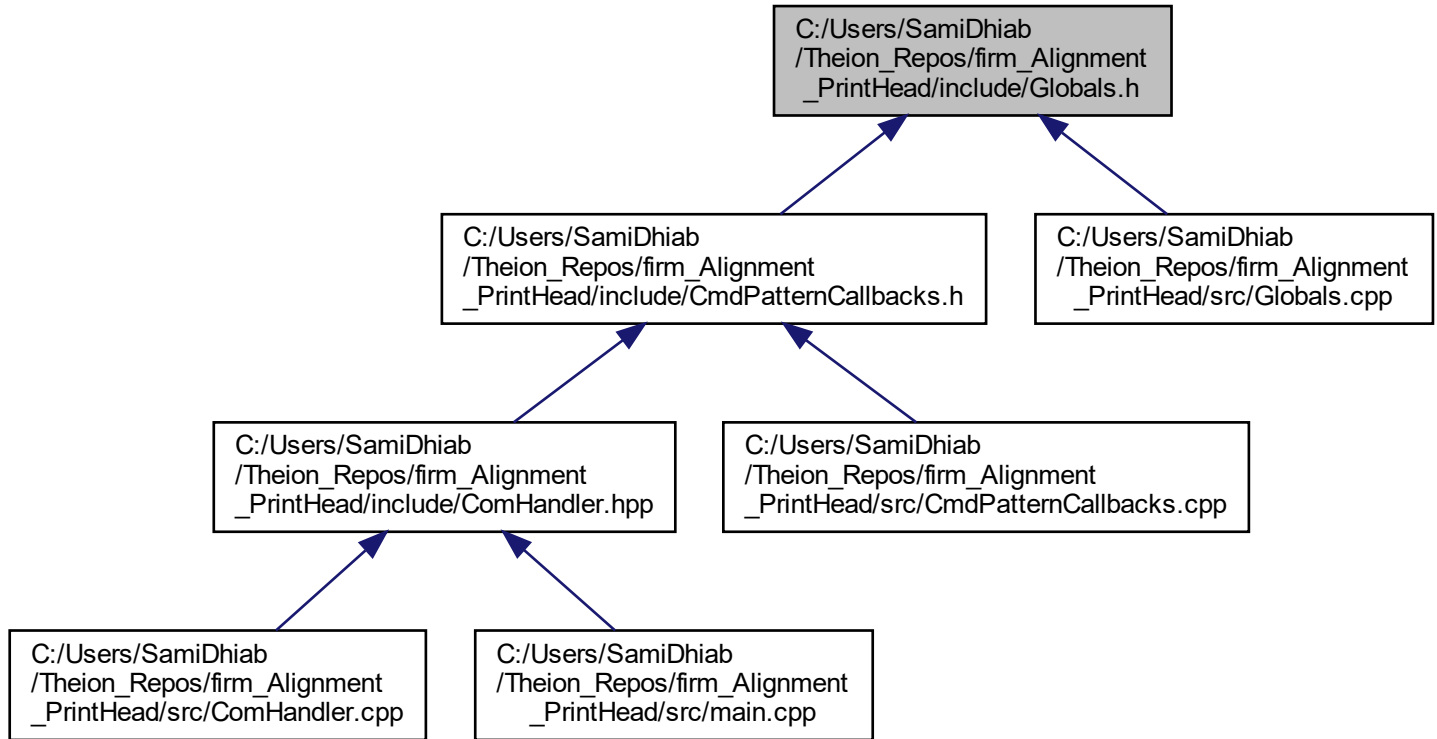 C:/Users/SamiDhiab
/Theion_Repos/firm_Alignment
_PrintHead/include/Globals.h
C:/Users/SamiDhiab
/Theion_Repos/firm_Alignment
_PrintHead/include/CmdPatternCallbacks.h
C:/Users/SamiDhiab
/Theion_Repos/firm_Alignment
_PrintHead/src/Globals.cpp
C:/Users/SamiDhiab
/Theion_Repos/firm_Alignment
_PrintHead/include/ComHandler.hpp
C:/Users/SamiDhiab
/Theion_Repos/firm_Alignment
_PrintHead/src/CmdPatternCallbacks.cpp
C:/Users/SamiDhiab
/Theion_Repos/firm_Alignment
_PrintHead/src/ComHandler.cpp
C:/Users/SamiDhiab
/Theion_Repos/firm_Alignment
_PrintHead/src/main.cpp